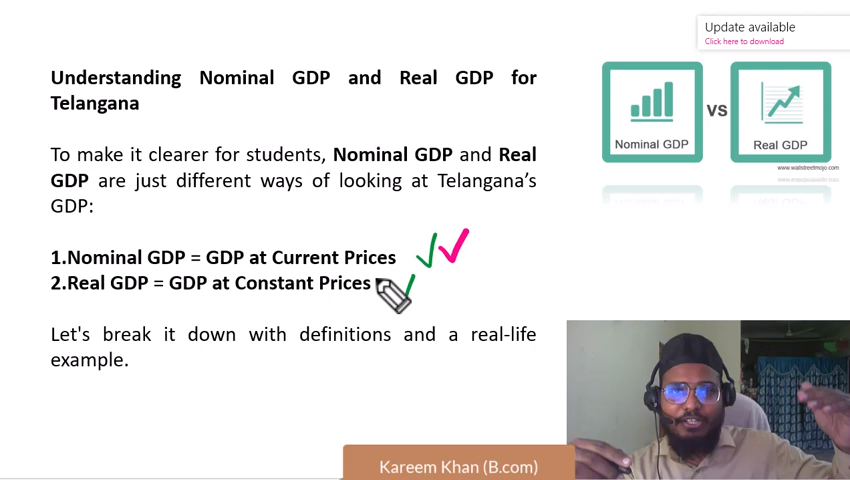 Update available
Click here to download
Understanding Nominal GDP and Real GDP for
Telangana
To make it clearer for students, Nominal GDP and Real
GDP are just different ways of looking at Telangana's
GDP:
1.Nominal GDP = GDP at Current Prices
2.Real GDP = GDP at Constant Prices
Let's break it down with definitions and a real-life
example.
Nominal GDP
VS
Real GDP
www.wallstreetmojo.com
Kareem Khan (B.com)